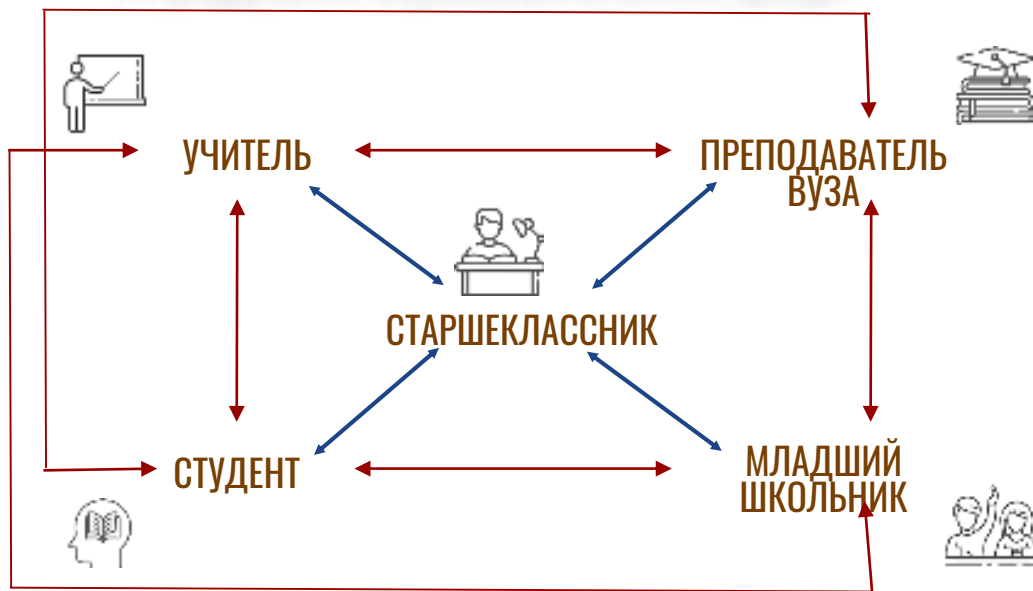 УЧИТЕЛЬ
ПРЕПОДАВАТЕЛЬ
ВУЗА
СТАРШЕКЛАССНИК
СТУДЕНТ
МЛАДШИЙ
ШКОЛЬНИК